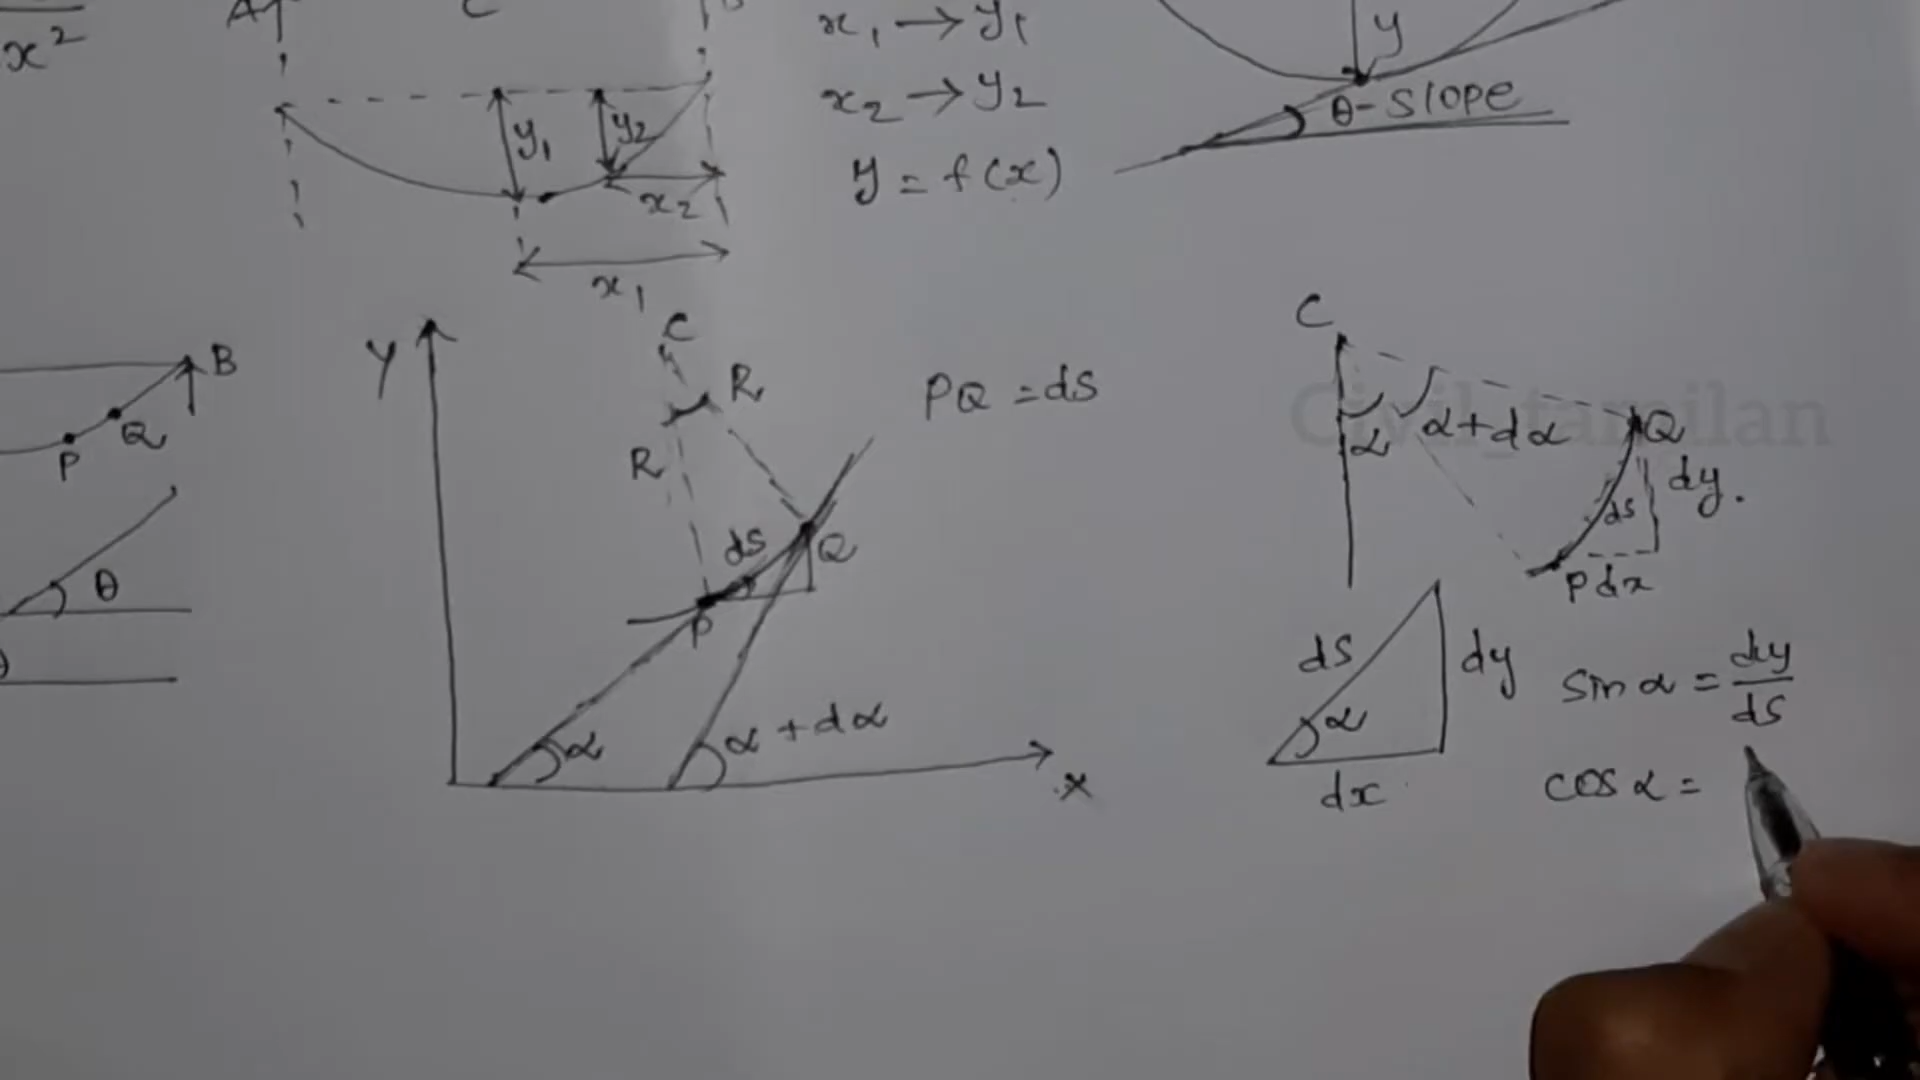 x²
A
C
x₁ → y₁
x₂ → y₂
y = f(x)
y₁
y₂
x₂
x₁
y
θ - slope
B
Q
P
θ
Y
C
R
R
PQ = ds
ds
Q
P
α
α + dα
x
C
α
α+dα
Q
dy.
ds
P dx
ds
dy
α
dx
sin α = dy/ds
cos α =
Civil_tamilan